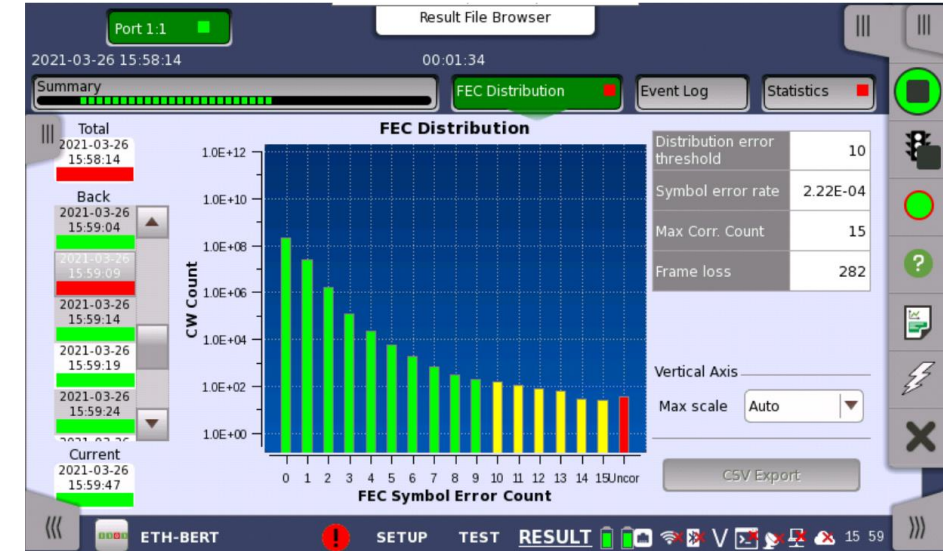 Result File Browser
Port 1:1
2021-03-26 15:58:14
00:01:34
Summary
FEC Distribution
Event Log
Statistics
Total
2021-03-26
15:58:14
Back
2021-03-26
15:59:04
2021-03-26
15:59:09
2021-03-26
15:59:14
2021-03-26
15:59:19
2021-03-26
15:59:24
Current
2021-03-26
15:59:47
FEC Distribution
CW Count
1.0E+12
1.0E+10
1.0E+08
1.0E+06
1.0E+04
1.0E+02
1.0E+00
0 1 2 3 4 5 6 7 8 9 10 11 12 13 14 15Uncor
FEC Symbol Error Count
Distribution error threshold 10
Symbol error rate 2.22E-04
Max Corr. Count 15
Frame loss 282
Vertical Axis
Max scale Auto
CSV Export
ETH-BERT
SETUP TEST RESULT
15 59